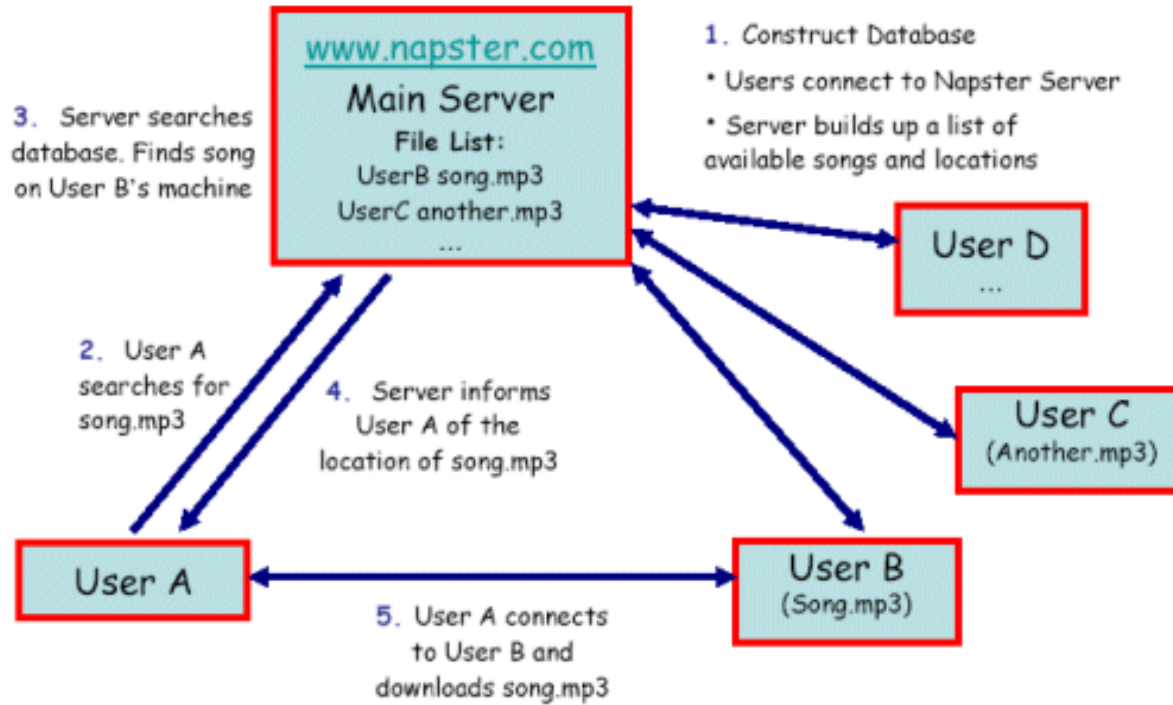 www.napster.com
Main Server
File List:
UserB song.mp3
UserC another.mp3
...
1. Construct Database
• Users connect to Napster Server
• Server builds up a list of
available songs and locations
3. Server searches
database. Finds song
on User B's machine
User D
...
2. User A
searches for
song.mp3
4. Server informs
User A of the
location of song.mp3
User C
(Another.mp3)
User A
User B
(Song.mp3)
5. User A connects
to User B and
downloads song.mp3